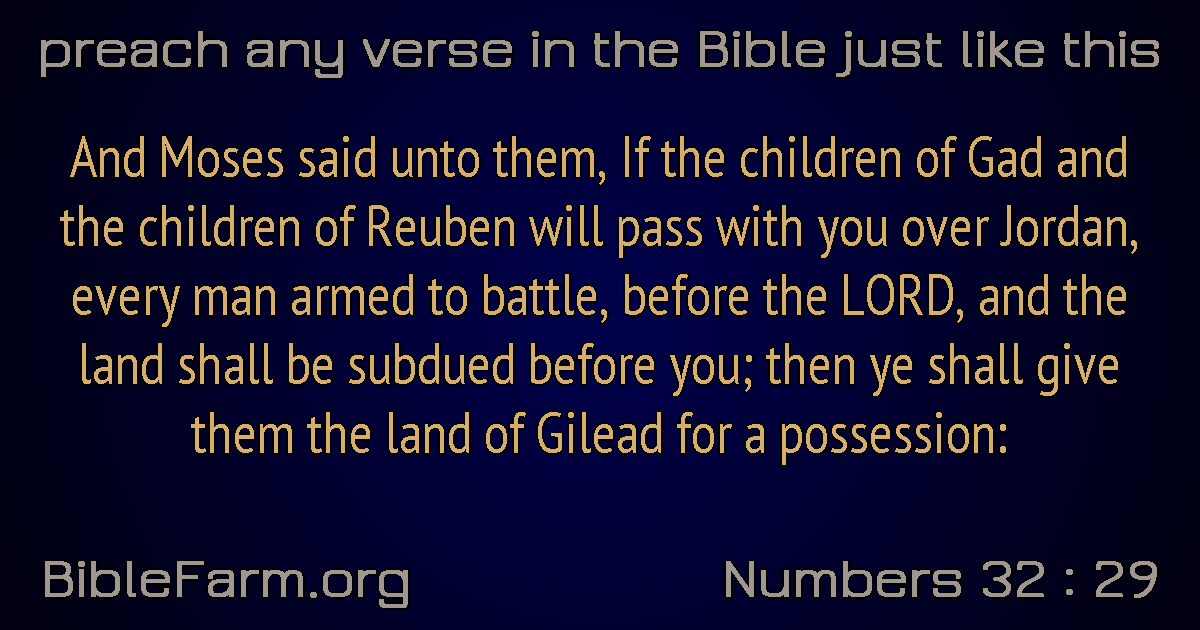 preach any verse in the Bible just like this
And Moses said unto them, If the children of Gad and
the children of Reuben will pass with you over Jordan,
every man armed to battle, before the LORD, and the
land shall be subdued before you; then ye shall give
them the land of Gilead for a possession:
BibleFarm.org
Numbers 32 : 29